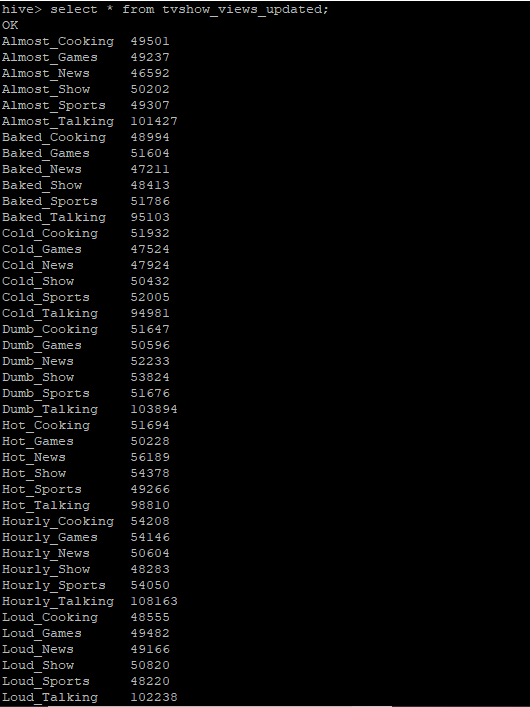 hive> select * from tvshow_views_updated;
OK
Almost_Cooking 49501
Almost_Games 49237
Almost_News 46592
Almost_Show 50202
Almost_Sports 49307
Almost_Talking 101427
Baked_Cooking 48994
Baked_Games 51604
Baked_News 47211
Baked_Show 48413
Baked_Sports 51786
Baked_Talking 95103
Cold_Cooking 51932
Cold_Games 47524
Cold_News 47924
Cold_Show 50432
Cold_Sports 52005
Cold_Talking 94981
Dumb_Cooking 51647
Dumb_Games 50596
Dumb_News 52233
Dumb_Show 53824
Dumb_Sports 51676
Dumb_Talking 103894
Hot_Cooking 51694
Hot_Games 50228
Hot_News 56189
Hot_Show 54378
Hot_Sports 49266
Hot_Talking 98810
Hourly_Cooking 54208
Hourly_Games 54146
Hourly_News 50604
Hourly_Show 48283
Hourly_Sports 54050
Hourly_Talking 108163
Loud_Cooking 48555
Loud_Games 49482
Loud_News 49166
Loud_Show 50820
Loud_Sports 48220
Loud_Talking 102238